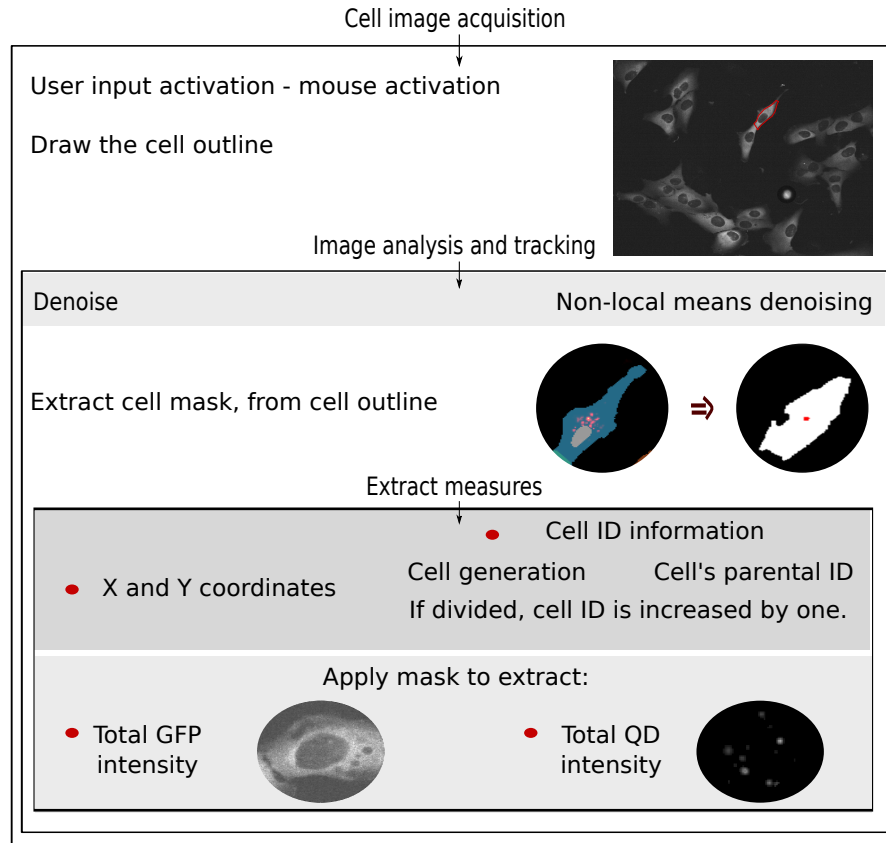 Cell image acquisition
User input activation - mouse activation
Draw the cell outline
Image analysis and tracking
Denoise
Non-local means denoising
Extract cell mask, from cell outline
Extract measures
Cell ID information
X and Y coordinates
Cell generation
Cell's parental ID
If divided, cell ID is increased by one.
Apply mask to extract:
Total GFP
intensity
Total QD
intensity